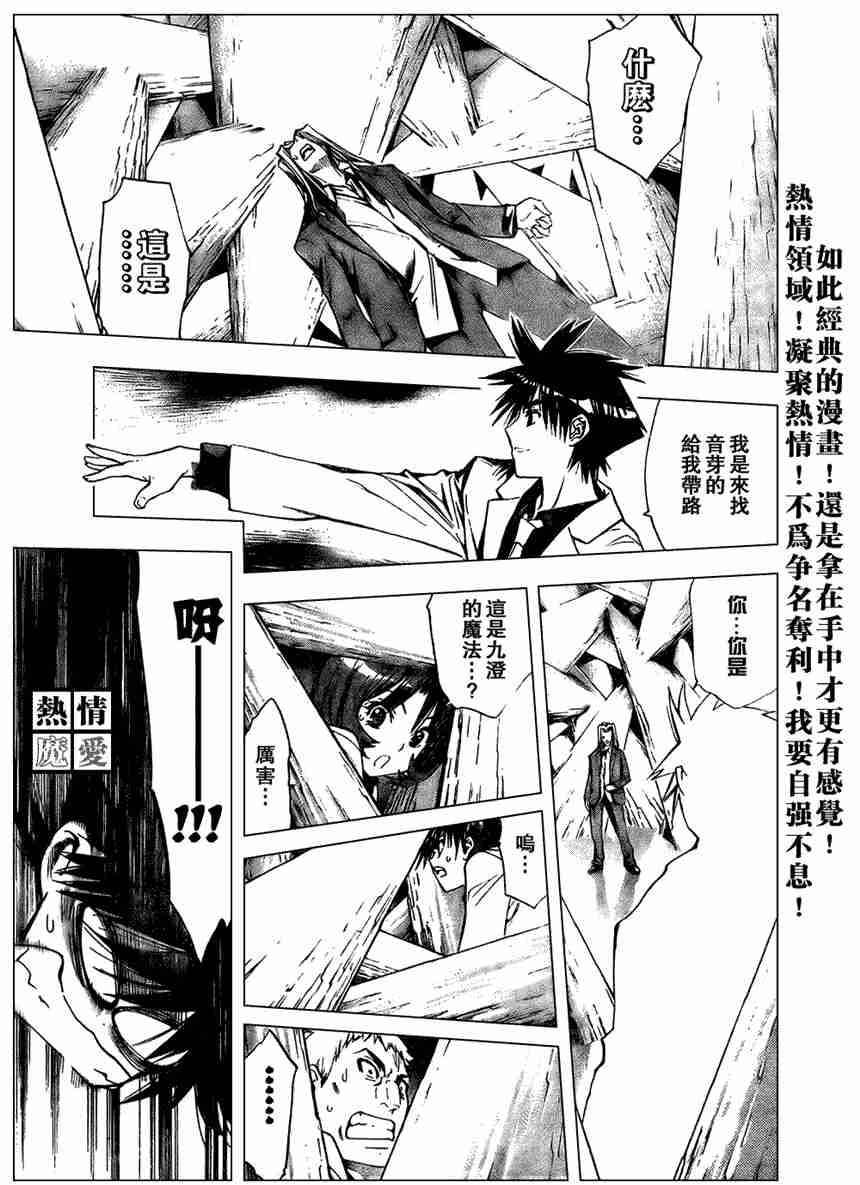 如此經典的漫畫！還是拿在手中才更有感覺！
熱情領域！凝聚熱情！不爲争名奪利！我要自强不息！
什麽…
這是……
我是來找
音芽的
給我帶路
你…你是
這是九澄
的魔法…？
厲害…
嗚
……
呀——!!!
熱情
魔愛